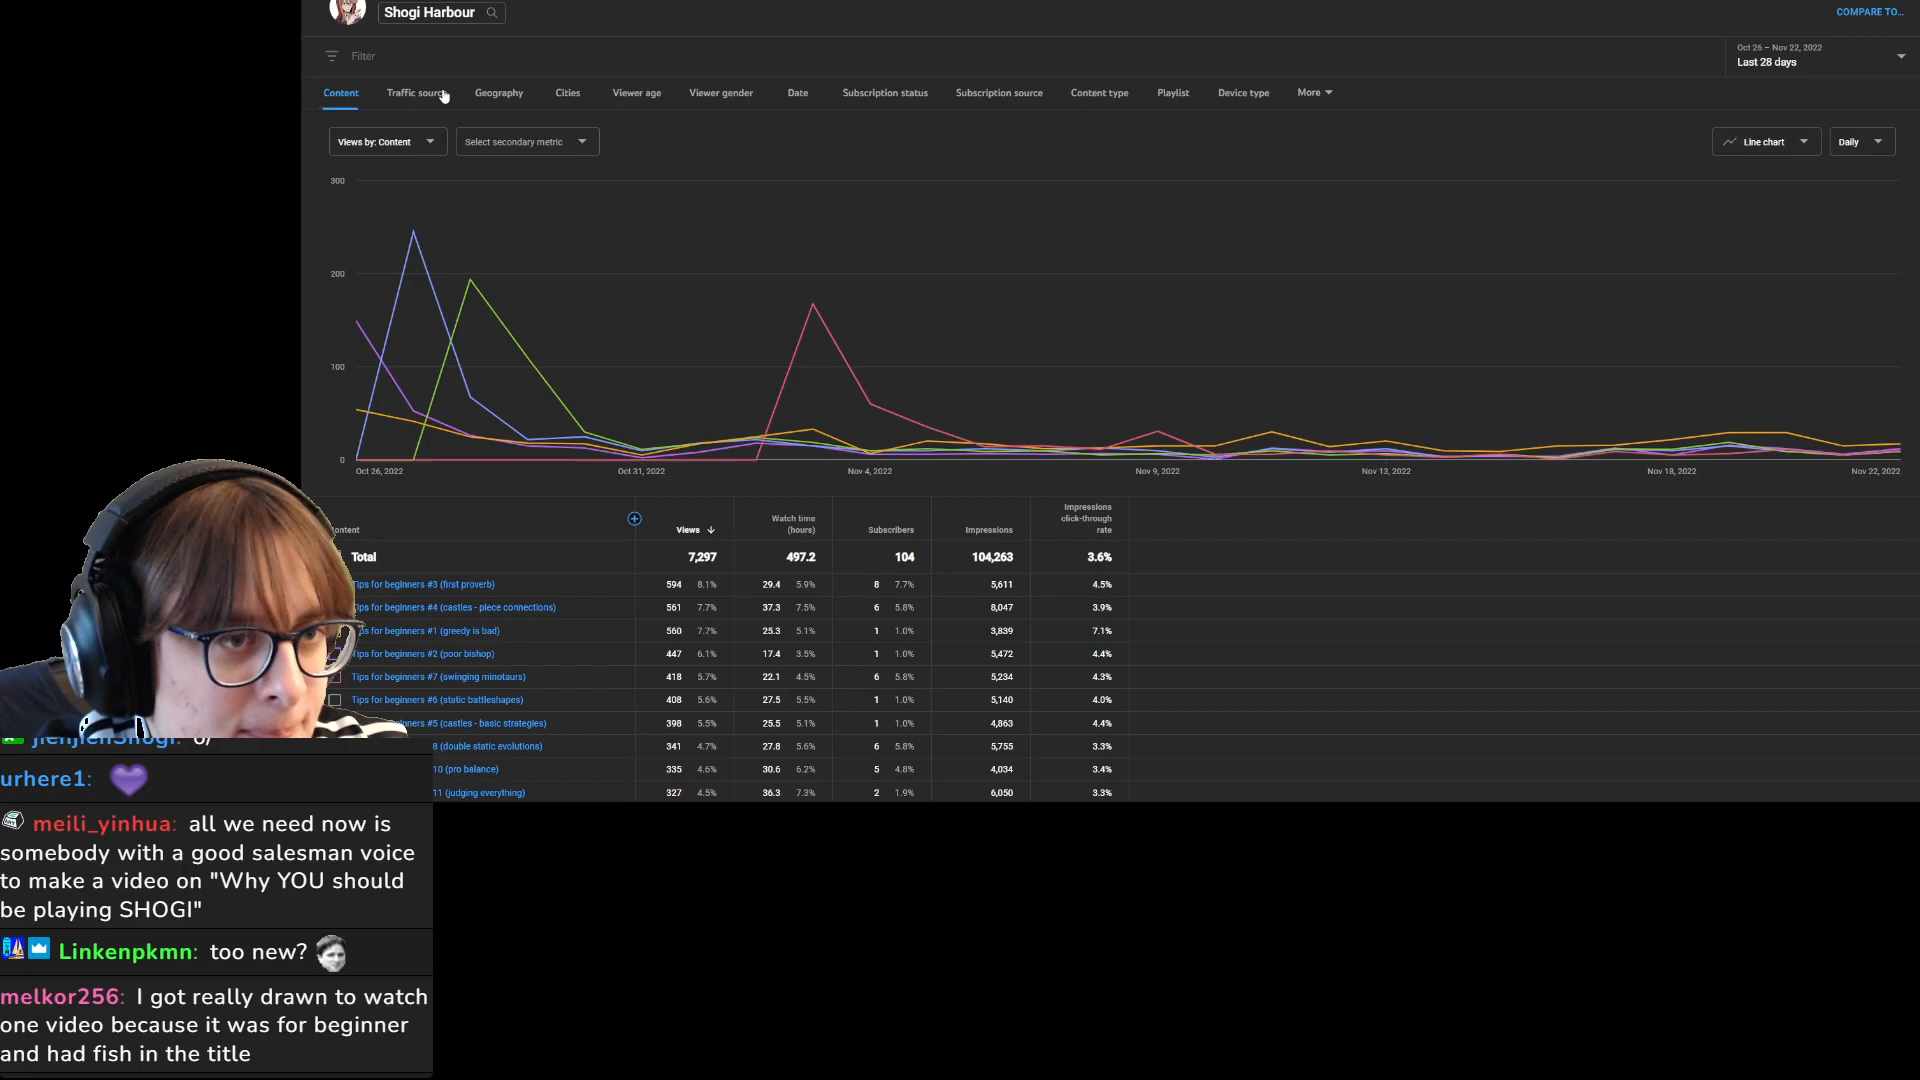 Shogi Harbour
COMPARE TO...
Filter
Oct 26 – Nov 22, 2022
Last 28 days
Content Traffic sourc Geography Cities Viewer age Viewer gender Date Subscription status Subscription source Content type Playlist Device type More
Views by: Content Select secondary metric Line chart Daily
300
200
100
0
Oct 26, 2022 Oct 31, 2022 Nov 4, 2022 Nov 9, 2022 Nov 13, 2022 Nov 18, 2022 Nov 22, 2022
ontent Views Watch time (hours) Subscribers Impressions Impressions click-through rate
Total 7,297 497.2 104 104,263 3.6%
Tips for beginners #3 (first proverb) 594 8.1% 29.4 5.9% 8 7.7% 5,611 4.5%
Tips for beginners #4 (castles - piece connections) 561 7.7% 37.3 7.5% 6 5.8% 8,047 3.9%
ps for beginners #1 (greedy is bad) 560 7.7% 25.3 5.1% 1 1.0% 3,839 7.1%
ips for beginners #2 (poor bishop) 447 6.1% 17.4 3.5% 1 1.0% 5,472 4.4%
Tips for beginners #7 (swinging minotaurs) 418 5.7% 22.1 4.5% 6 5.8% 5,234 4.3%
Tips for beginners #6 (static battleshapes) 408 5.6% 27.5 5.5% 1 1.0% 5,140 4.0%
inners #5 (castles - basic strategies) 398 5.5% 25.5 5.1% 1 1.0% 4,863 4.4%
8 (double static evolutions) 341 4.7% 27.8 5.6% 6 5.8% 5,755 3.3%
10 (pro balance) 335 4.6% 30.6 6.2% 5 4.8% 4,034 3.4%
11 (judging everything) 327 4.5% 36.3 7.3% 2 1.9% 6,050 3.3%
jienjienShogi: o/
urhere1:
meili_yinhua: all we need now is
somebody with a good salesman voice
to make a video on "Why YOU should
be playing SHOGI"
Linkenpkmn: too new?
melkor256: I got really drawn to watch
one video because it was for beginner
and had fish in the title